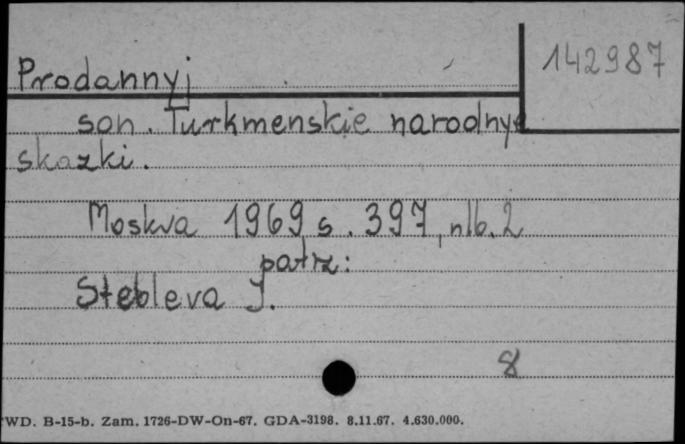 Prodannyj
142987
son. Turkmenskie narodnye
skazki.
Moskva 1969 s. 397, nlb. 2
patrz:
Stebleva J.
8
WD. B-15-b. Zam. 1726-DW-On-67. GDA-3198. 8.11.67. 4.630.000.